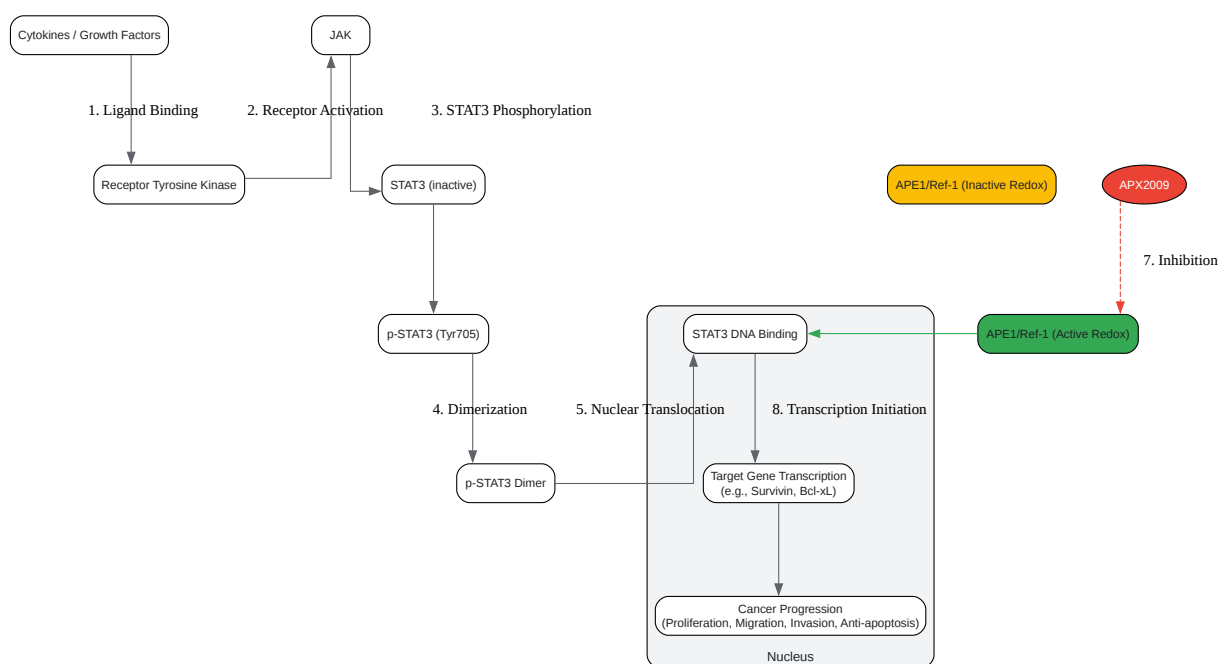 Cytokines / Growth Factors
JAK
1. Ligand Binding
2. Receptor Activation
3. STAT3 Phosphorylation
Receptor Tyrosine Kinase
STAT3 (inactive)
APE1/Ref-1 (Inactive Redox)
APX2009
7. Inhibition
p-STAT3 (Tyr705)
STAT3 DNA Binding
APE1/Ref-1 (Active Redox)
4. Dimerization
5. Nuclear Translocation
8. Transcription Initiation
p-STAT3 Dimer
Target Gene Transcription
(e.g., Survivin, Bcl-xL)
Cancer Progression
(Proliferation, Migration, Invasion, Anti-apoptosis)
Nucleus